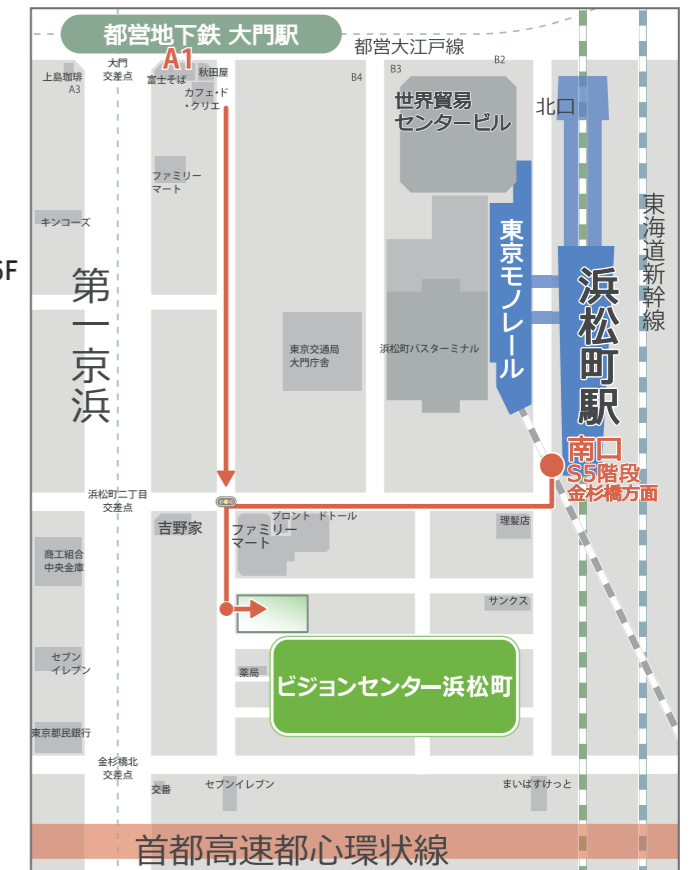 都営地下鉄 大門駅
都営大江戸線
A1
大門
交差点
上島珈琲
A3
富士そば
秋田屋
カフェ・ド
・クリエ
B4
B3
B2
世界貿易
センタービル
北口
ファミリー
マート
キンコーズ
5F
第一京浜
東京モノレール
東海道新幹線
浜松町駅
東京交通局
大門庁舎
浜松町バスターミナル
南口
S5階段
金杉橋方面
浜松町二丁目
交差点
吉野家
ファミリー
マート
プロント
ドトール
理髪店
商工組合
中央金庫
サンクス
セブン
イレブン
薬局
ビジョンセンター浜松町
東京都民銀行
金杉橋北
交差点
交番
セブンイレブン
まいばすけっと
首都高速都心環状線